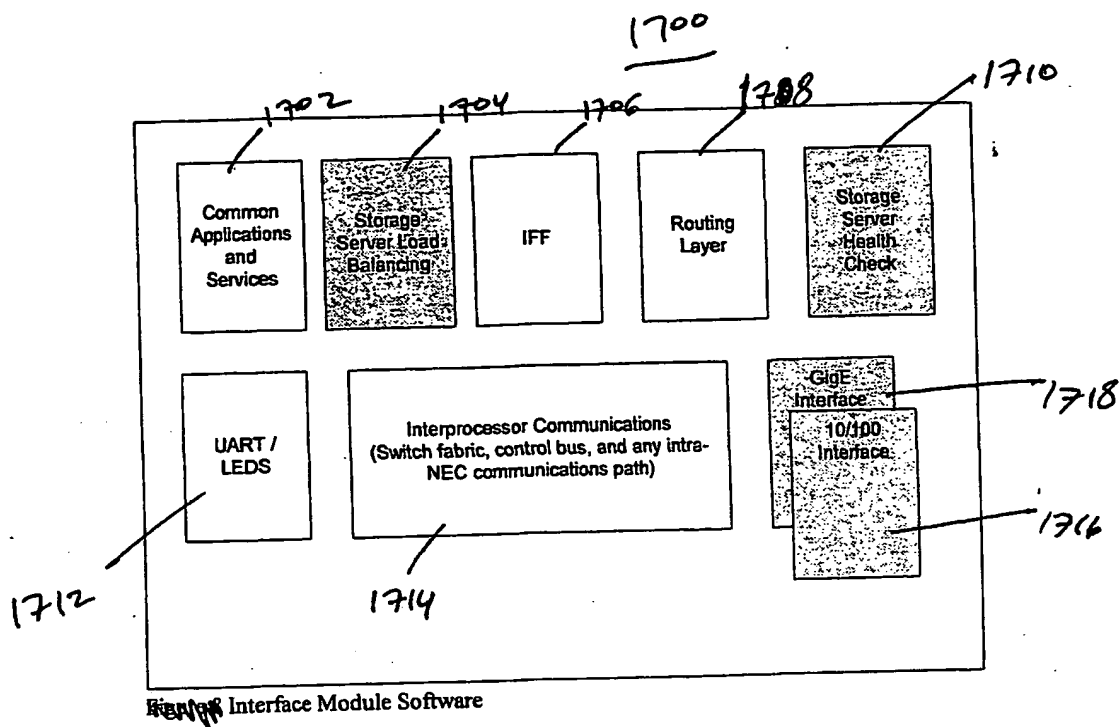 1700
1702
1704
1706
1708
1710
Common
Applications
and
Services
Storage
Server Load
Balancing
IFF
Routing
Layer
Storage
Server
Health
Check
UART /
LEDS
Interprocessor Communications
(Switch fabric, control bus, and any intra-
NEC communications path)
GigE
Interface
10/100
Interface
1718
1716
1712
1714
Interface Module Software